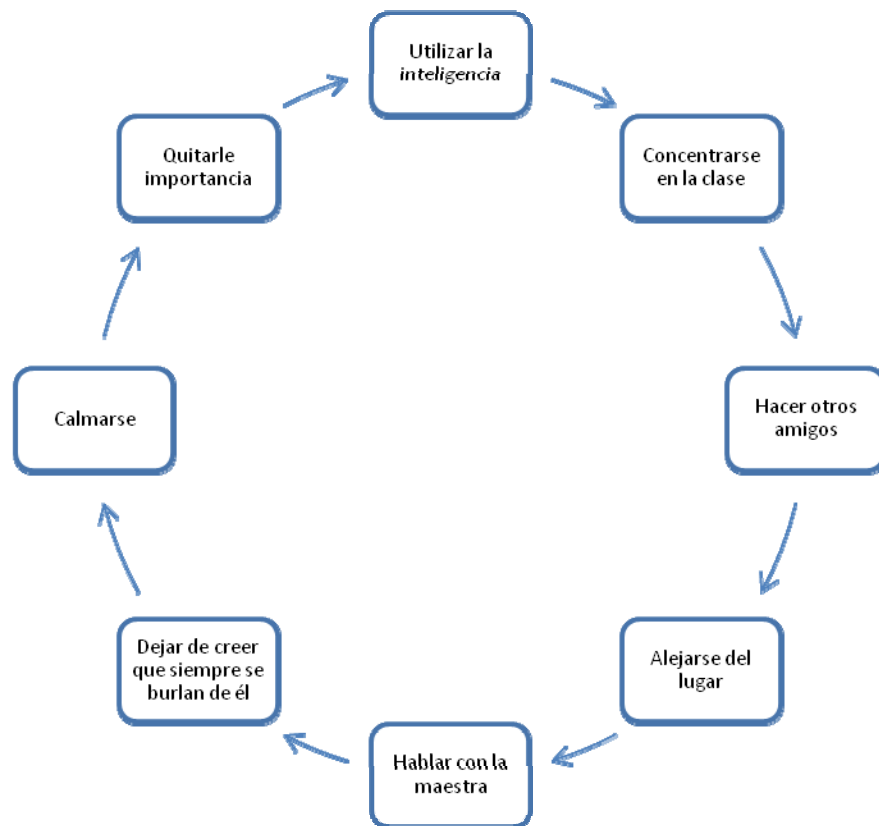 Utilizar la
inteligencia
Concentrarse
en la clase
Hacer otros
amigos
Alejarse del
lugar
Hablar con la
maestra
Dejar de creer
que siempre se
burlan de él
Calmarse
Quitarle
importancia